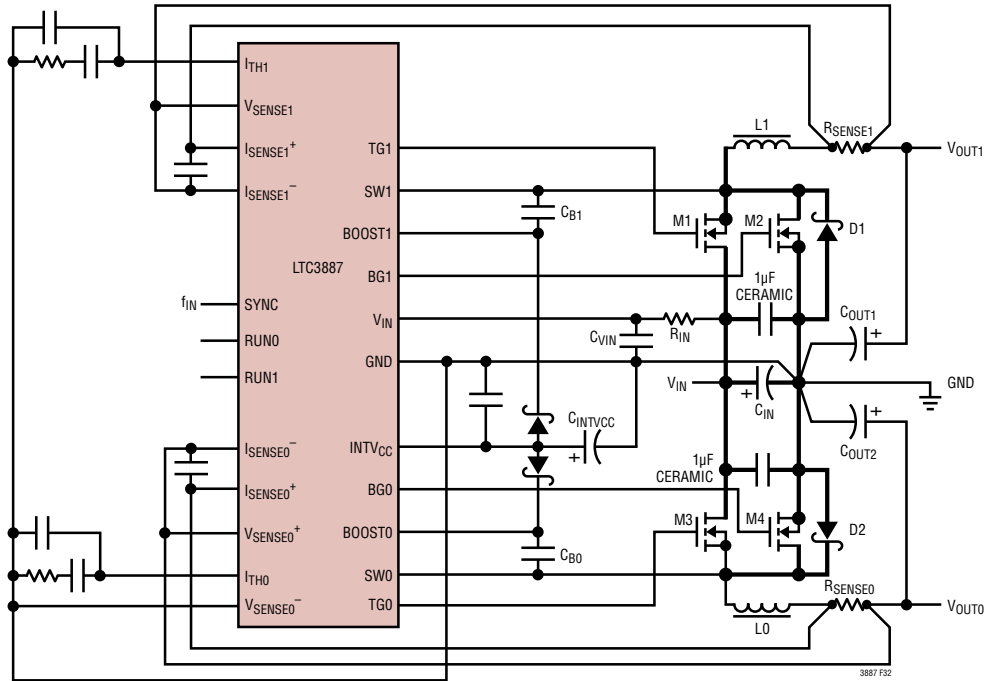 I_TH1
V_SENSE1
I_SENSE1^+
I_SENSE1^–
LTC3887
f_IN
SYNC
RUN0
RUN1
I_SENSE0^–
I_SENSE0^+
V_SENSE0^+
I_TH0
V_SENSE0^–
TG1
SW1
BOOST1
BG1
V_IN
GND
INTV_CC
BG0
BOOST0
SW0
TG0
C_B1
C_VIN
R_IN
C_INTVCC
C_B0
L1
R_SENSE1
V_OUT1
M1
M2
D1
1µF
CERAMIC
C_OUT1
+
V_IN
+
C_IN
GND
+
C_OUT2
+
1µF
CERAMIC
M3
M4
D2
R_SENSE0
L0
V_OUT0
3887 F32